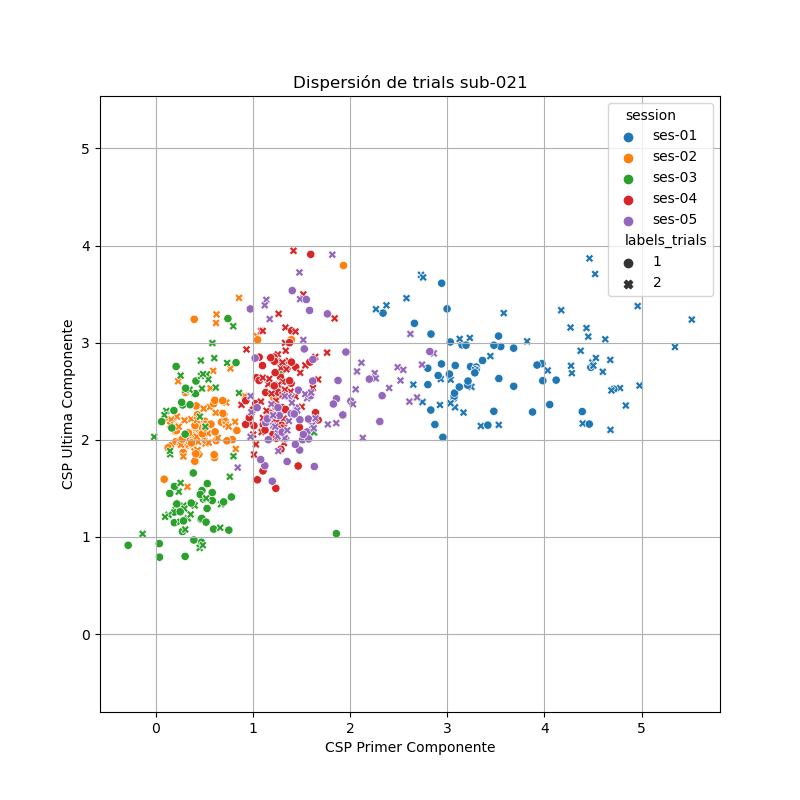 Dispersión de trials sub-021
session
ses-01
ses-02
ses-03
ses-04
ses-05
labels_trials
1
2
5
4
3
2
1
0
CSP Ultima Componente
0 1 2 3 4 5
CSP Primer Componente